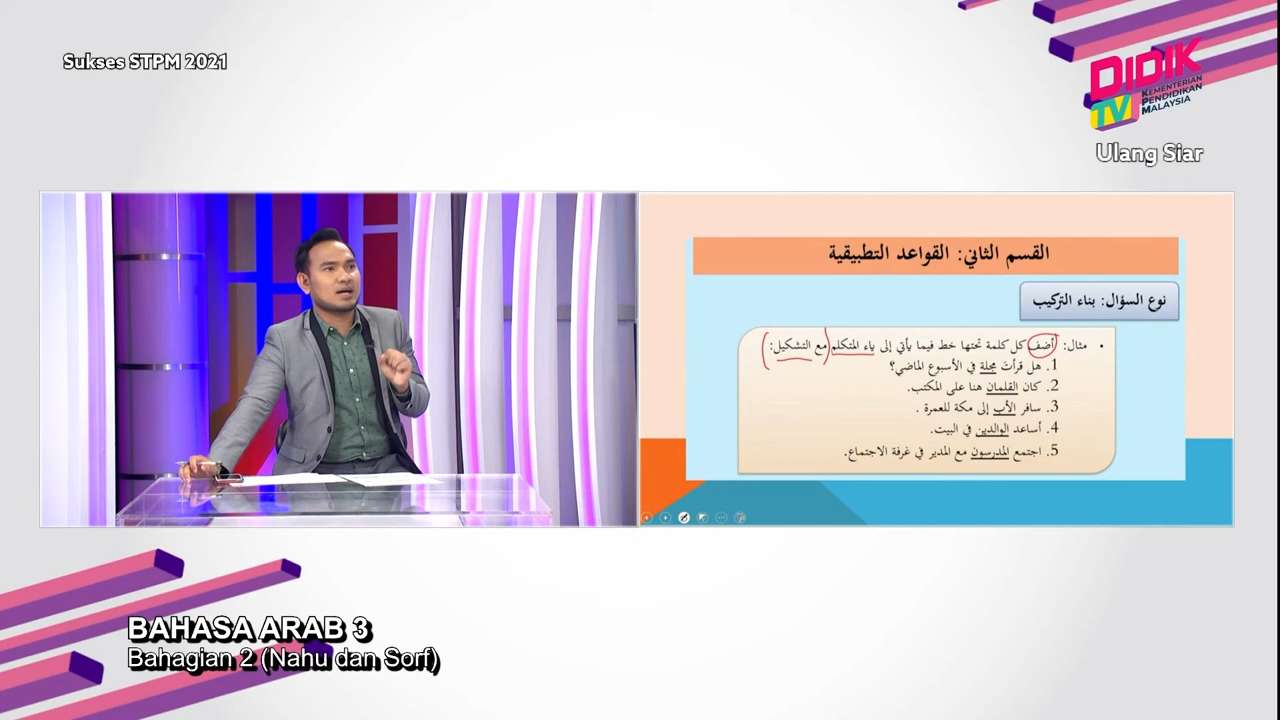 Sukses STPM 2021
DIDIK
TV
KEMENTERIAN
PENDIDIKAN
MALAYSIA
Ulang Siar
القسم الثاني: القواعد التطبيقية
نوع السؤال: بناء التركيب
• مثال: أضف كل كلمة تحتها خط فيما يأتي إلى ياء المتكلم (مع التشكيل):
1. هل قرأتَ مجلة في الأسبوع الماضي؟
2. كان القلمان هنا على المكتب.
3. سافر الأب إلى مكة للعمرة .
4. أساعد الوالدين في البيت.
5. اجتمع المدرسون مع المدير في غرفة الاجتماع.
BAHASA ARAB 3
Bahagian 2 (Nahu dan Sorf)